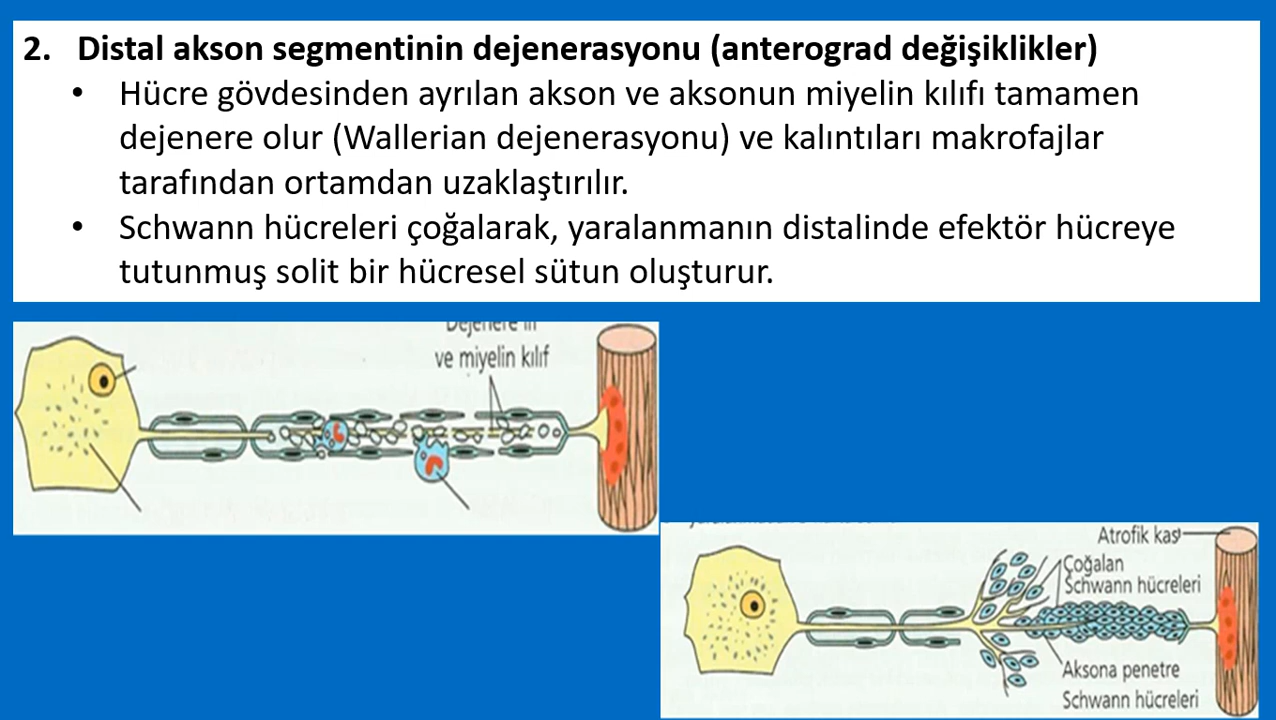 2. Distal akson segmentinin dejenerasyonu (anterograd değişiklikler)
• Hücre gövdesinden ayrılan akson ve aksonun miyelin kılıfı tamamen
dejenere olur (Wallerian dejenerasyonu) ve kalıntıları makrofajlar
tarafından ortamdan uzaklaştırılır.
• Schwann hücreleri çoğalarak, yaralanmanın distalinde efektör hücreye
tutunmuş solit bir hücresel sütun oluşturur.
Dejenere lif
ve miyelin kılıf
Atrofik kas
Çoğalan
Schwann hücreleri
Aksona penetre
Schwann hücreleri